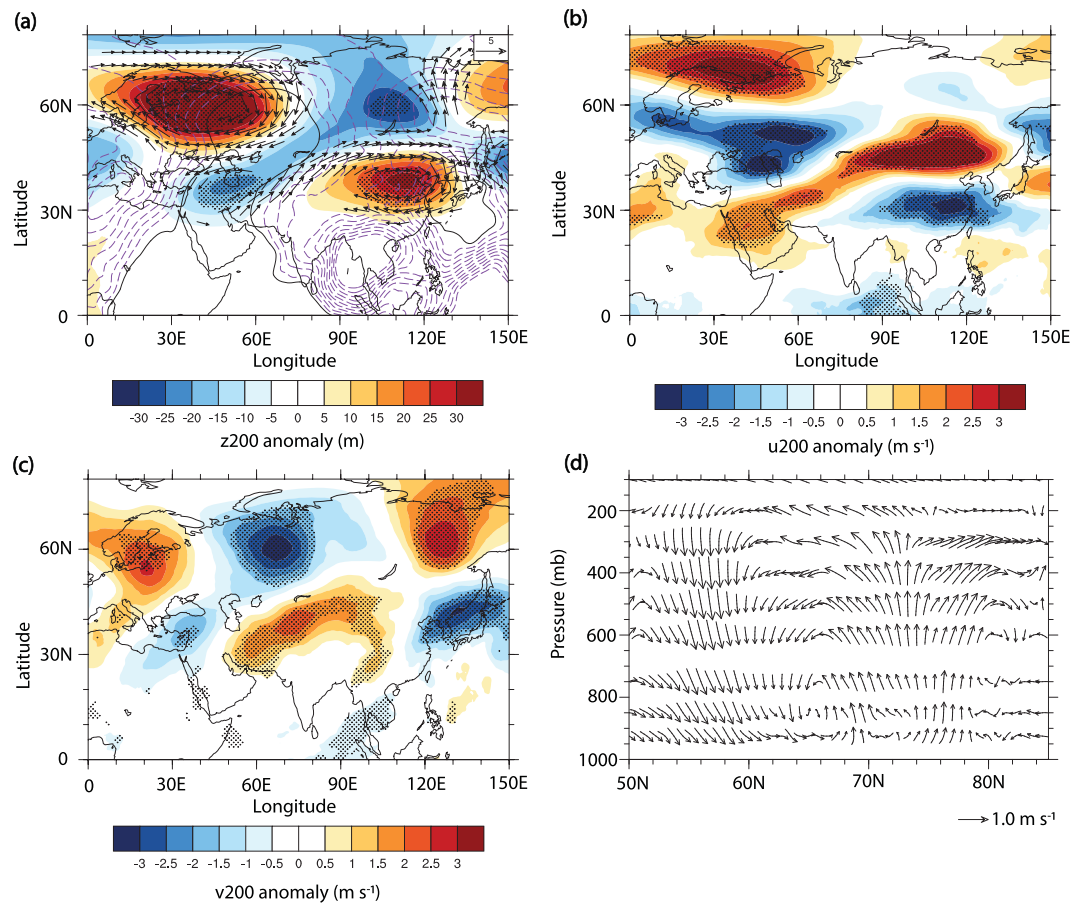 (a)
5
Latitude
60N
30N
0
0 30E 60E 90E 120E 150E
Longitude
-30 -25 -20 -15 -10 -5 0 5 10 15 20 25 30
z200 anomaly (m)
(b)
Latitude
60N
30N
0
0 30E 60E 90E 120E 150E
Longitude
-3 -2.5 -2 -1.5 -1 -0.5 0 0.5 1 1.5 2 2.5 3
u200 anomaly (m s⁻¹)
(c)
Latitude
60N
30N
0
0 30E 60E 90E 120E 150E
Longitude
-3 -2.5 -2 -1.5 -1 -0.5 0 0.5 1 1.5 2 2.5 3
v200 anomaly (m s⁻¹)
(d)
Pressure (mb)
200
400
600
800
1000
50N 60N 70N 80N
1.0 m s⁻¹